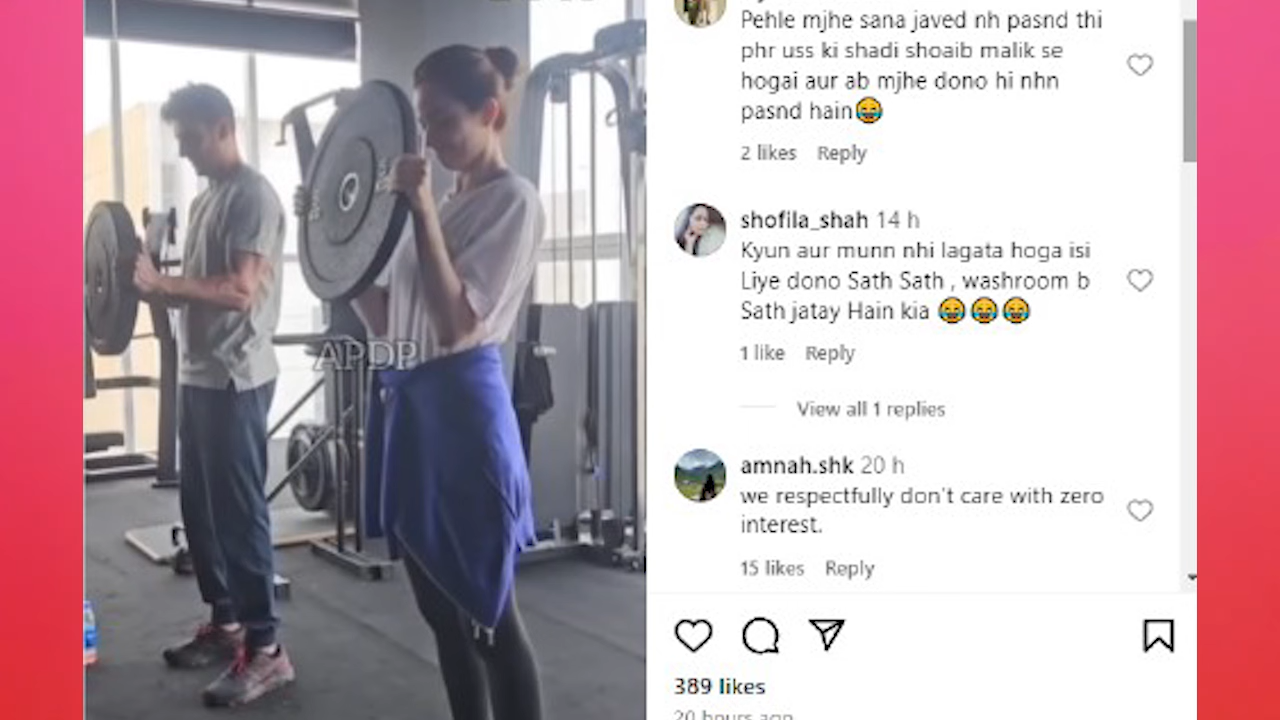 Pehle mjhe sana javed nh pasnd thi
phr uss ki shadi shoaib malik se
hogai aur ab mjhe dono hi nhn
pasnd hain😂
2 likes Reply
shofila_shah 14 h
Kyun aur munn nhi lagata hoga isi
Liye dono Sath Sath , washroom b
Sath jatay Hain kia 😂😂😂
1 like Reply
View all 1 replies
amnah.shk 20 h
we respectfully don't care with zero
interest.
15 likes Reply
389 likes
20 hours ago
APDP